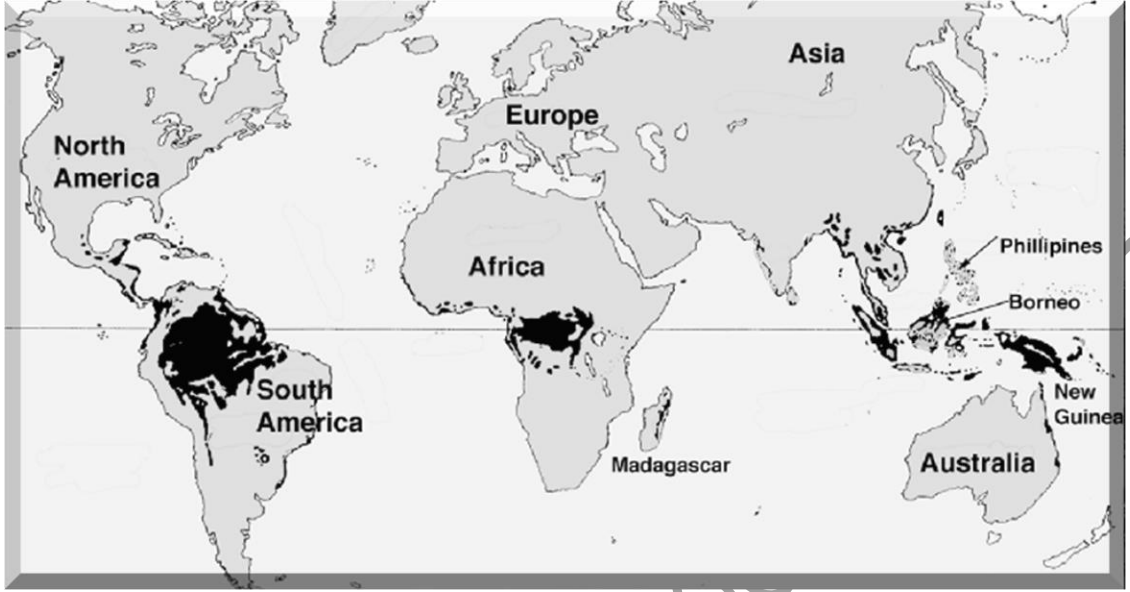 Asia
Europe
North
America
Africa
Phillipines
Borneo
South
America
New
Guinea
Madagascar
Australia